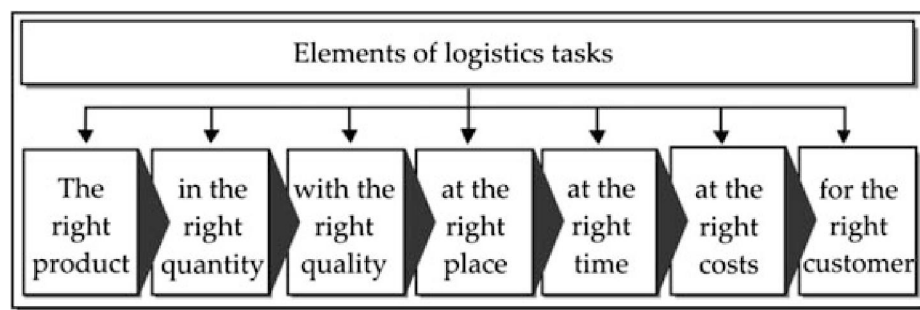 Elements of logistics tasks
The
right
product
in the
right
quantity
with the
right
quality
at the
right
place
at the
right
time
at the
right
costs
for the
right
customer